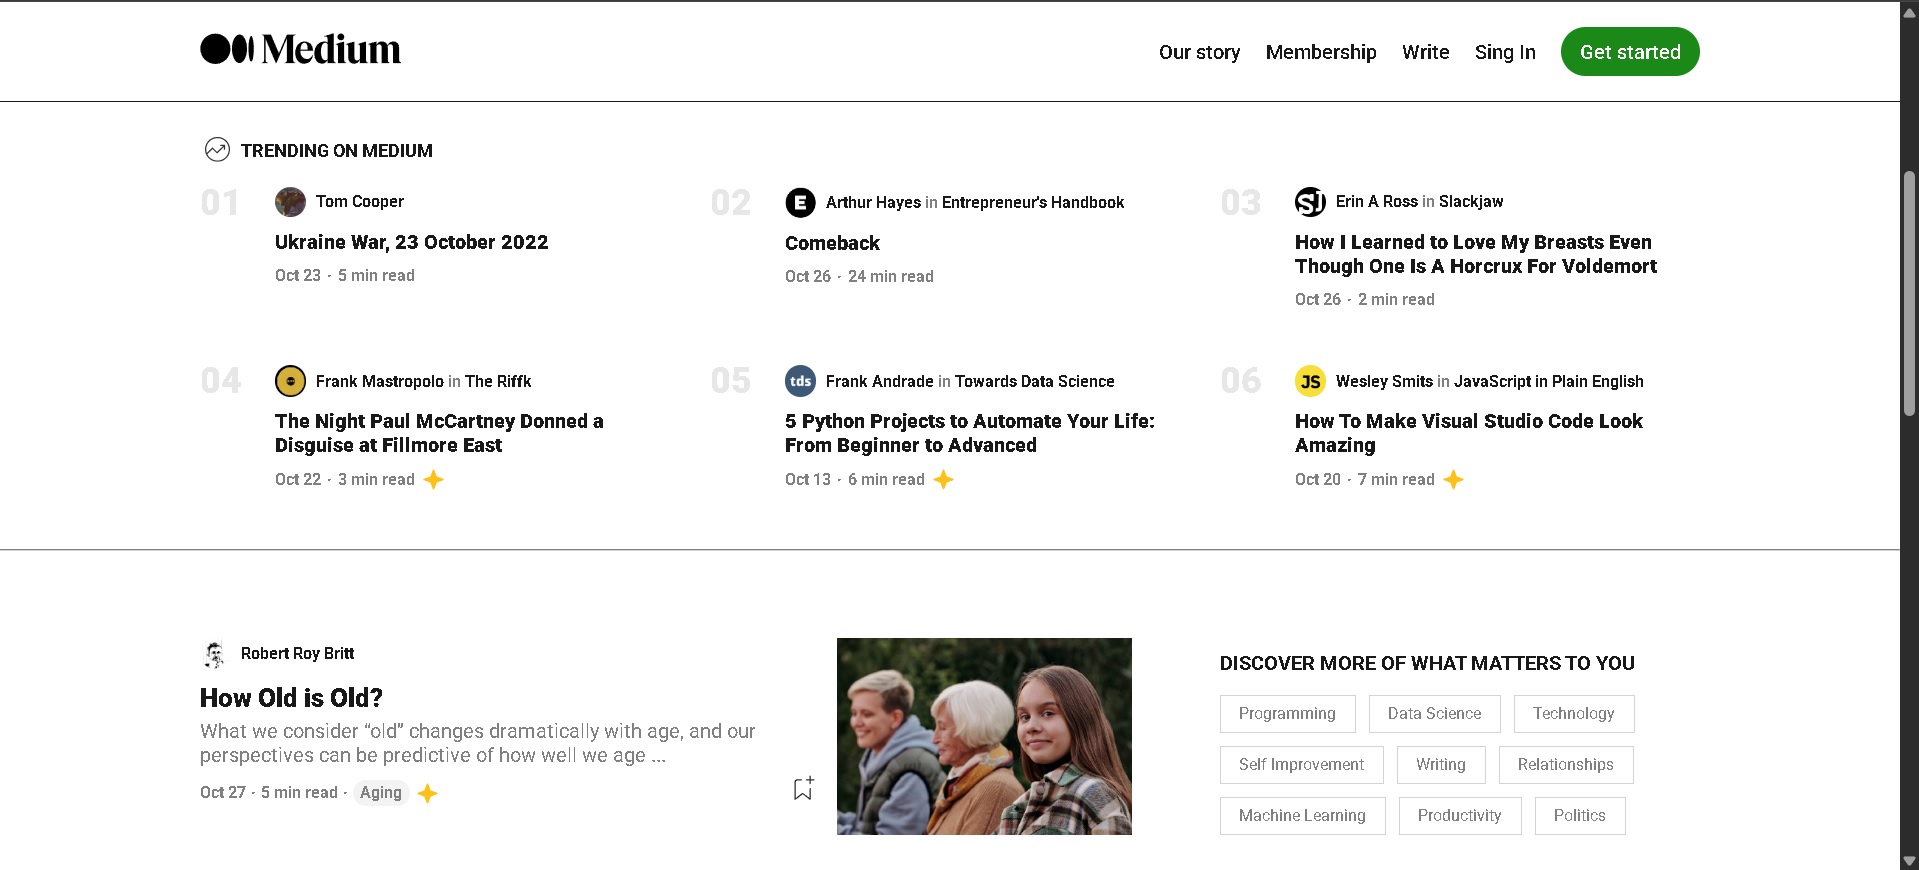 Medium
Our story Membership Write Sing In Get started
TRENDING ON MEDIUM
01
Tom Cooper
Ukraine War, 23 October 2022
Oct 23 · 5 min read
02
E
Arthur Hayes in Entrepreneur's Handbook
Comeback
Oct 26 · 24 min read
03
SJ
Erin A Ross in Slackjaw
How I Learned to Love My Breasts Even
Though One Is A Horcrux For Voldemort
Oct 26 · 2 min read
04
Frank Mastropolo in The Riffk
The Night Paul McCartney Donned a
Disguise at Fillmore East
Oct 22 · 3 min read
05
tds
Frank Andrade in Towards Data Science
5 Python Projects to Automate Your Life:
From Beginner to Advanced
Oct 13 · 6 min read
06
JS
Wesley Smits in JavaScript in Plain English
How To Make Visual Studio Code Look
Amazing
Oct 20 · 7 min read
Robert Roy Britt
How Old is Old?
What we consider “old” changes dramatically with age, and our
perspectives can be predictive of how well we age ...
Oct 27 · 5 min read · Aging
DISCOVER MORE OF WHAT MATTERS TO YOU
Programming Data Science Technology
Self Improvement Writing Relationships
Machine Learning Productivity Politics